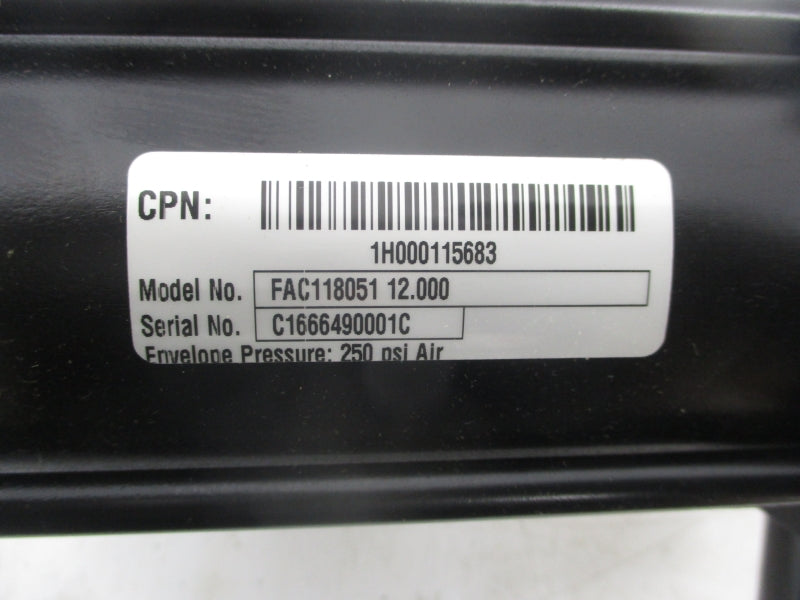 CPN:
1H000115683
Model No. FAC118051 12.000
Serial No. C1666490001C
Envelope Pressure: 250 psi Air